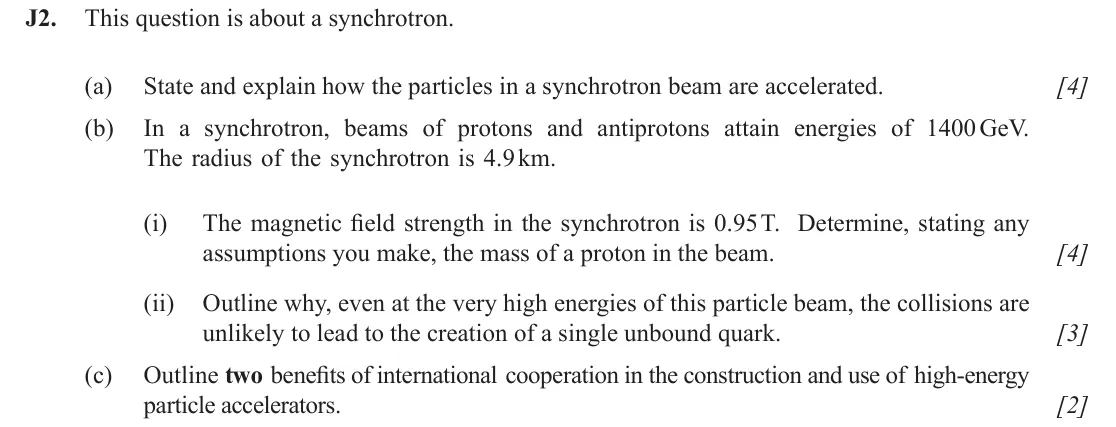 J2. This question is about a synchrotron.
(a) State and explain how the particles in a synchrotron beam are accelerated. [4]
(b) In a synchrotron, beams of protons and antiprotons attain energies of 1400 GeV.
The radius of the synchrotron is 4.9 km.
(i) The magnetic field strength in the synchrotron is 0.95 T. Determine, stating any
assumptions you make, the mass of a proton in the beam. [4]
(ii) Outline why, even at the very high energies of this particle beam, the collisions are
unlikely to lead to the creation of a single unbound quark. [3]
(c) Outline two benefits of international cooperation in the construction and use of high-energy
particle accelerators. [2]